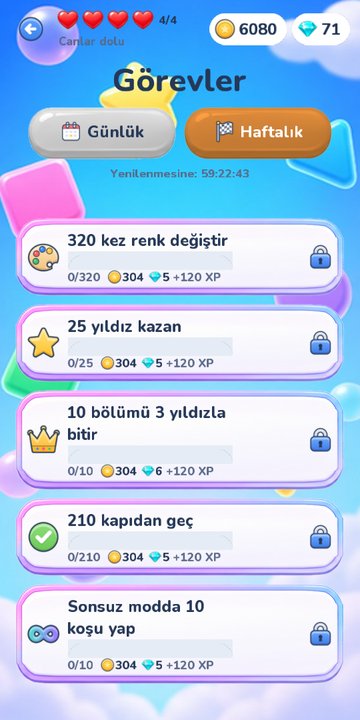 4/4
Canlar dolu
6080
71
Görevler
Günlük
Haftalık
Yenilenmesine: 59:22:43
320 kez renk değiştir
0/320 304 5 +120 XP
25 yıldız kazan
0/25 304 5 +120 XP
10 bölümü 3 yıldızla
bitir
0/10 304 6 +120 XP
210 kapıdan geç
0/210 304 5 +120 XP
Sonsuz modda 10
koşu yap
0/10 304 5 +120 XP